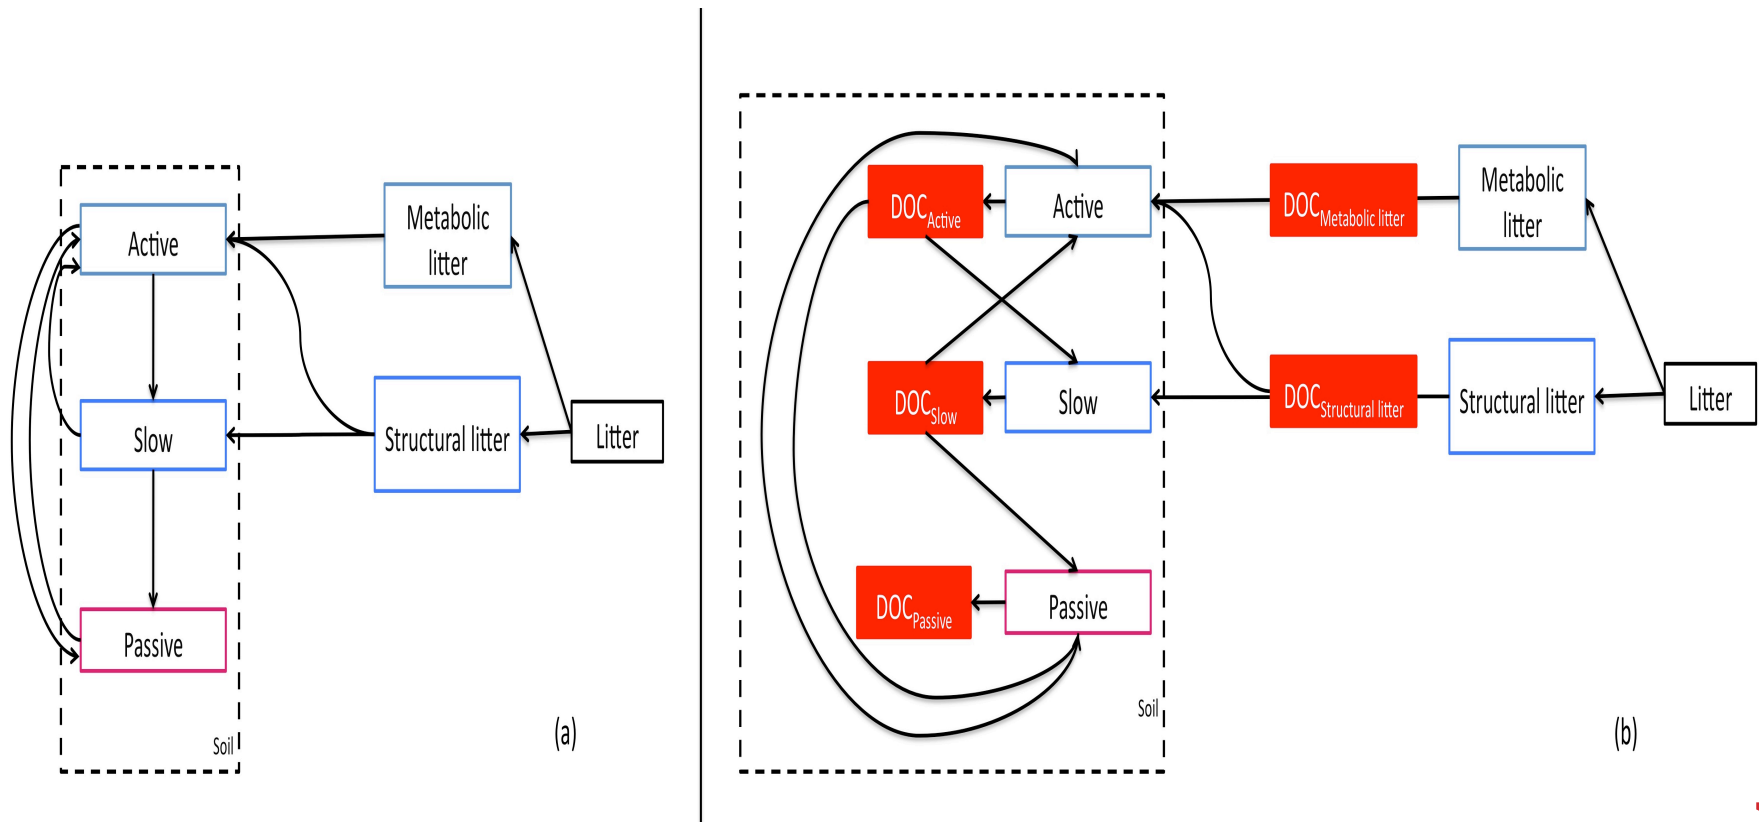 Active
Metabolic
litter
Slow
Structural litter
Litter
Passive
Soil
(a)
DOCActive
Active
DOCMetabolic litter
Metabolic
litter
DOCSlow
Slow
DOCStructural litter
Structural litter
Litter
DOCPassive
Passive
Soil
(b)